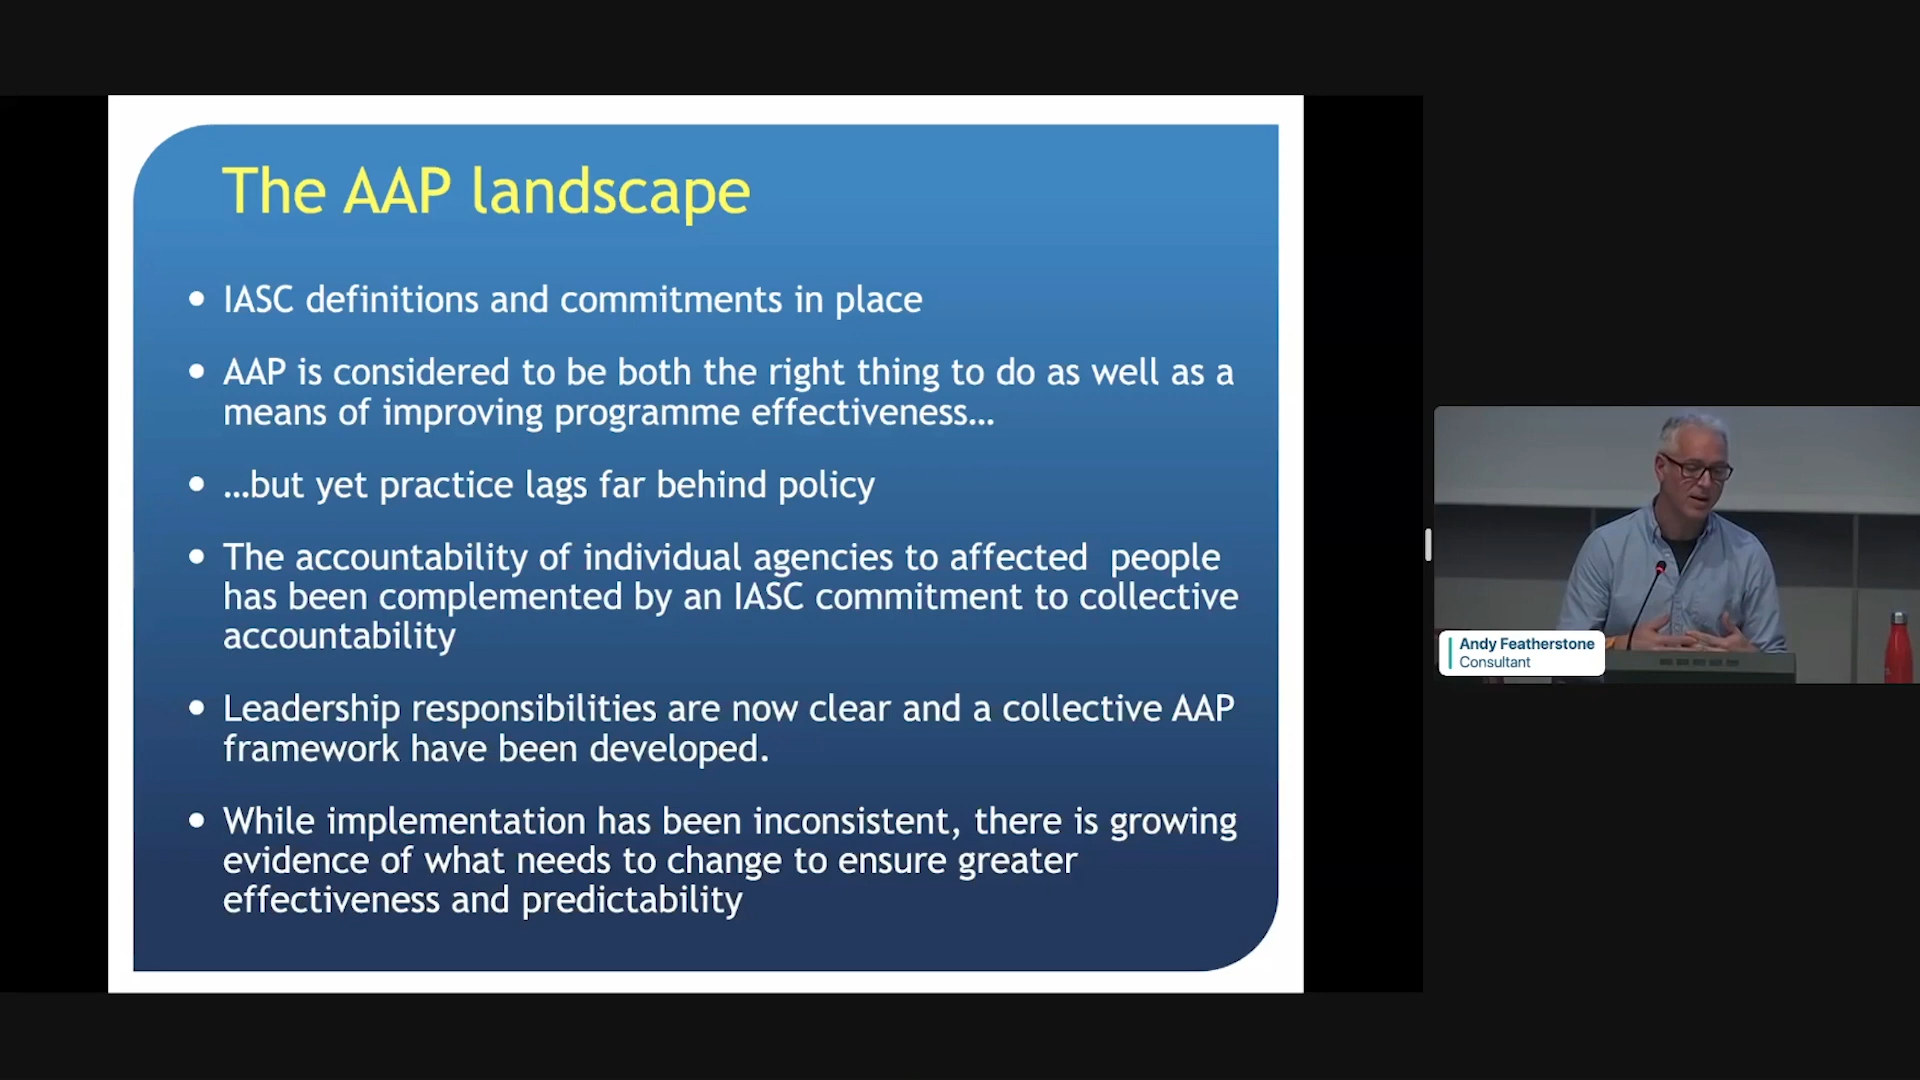 The AAP landscape
• IASC definitions and commitments in place
• AAP is considered to be both the right thing to do as well as a
means of improving programme effectiveness…
• …but yet practice lags far behind policy
• The accountability of individual agencies to affected  people
has been complemented by an IASC commitment to collective
accountability
• Leadership responsibilities are now clear and a collective AAP
framework have been developed.
• While implementation has been inconsistent, there is growing
evidence of what needs to change to ensure greater
effectiveness and predictability
Andy Featherstone
Consultant